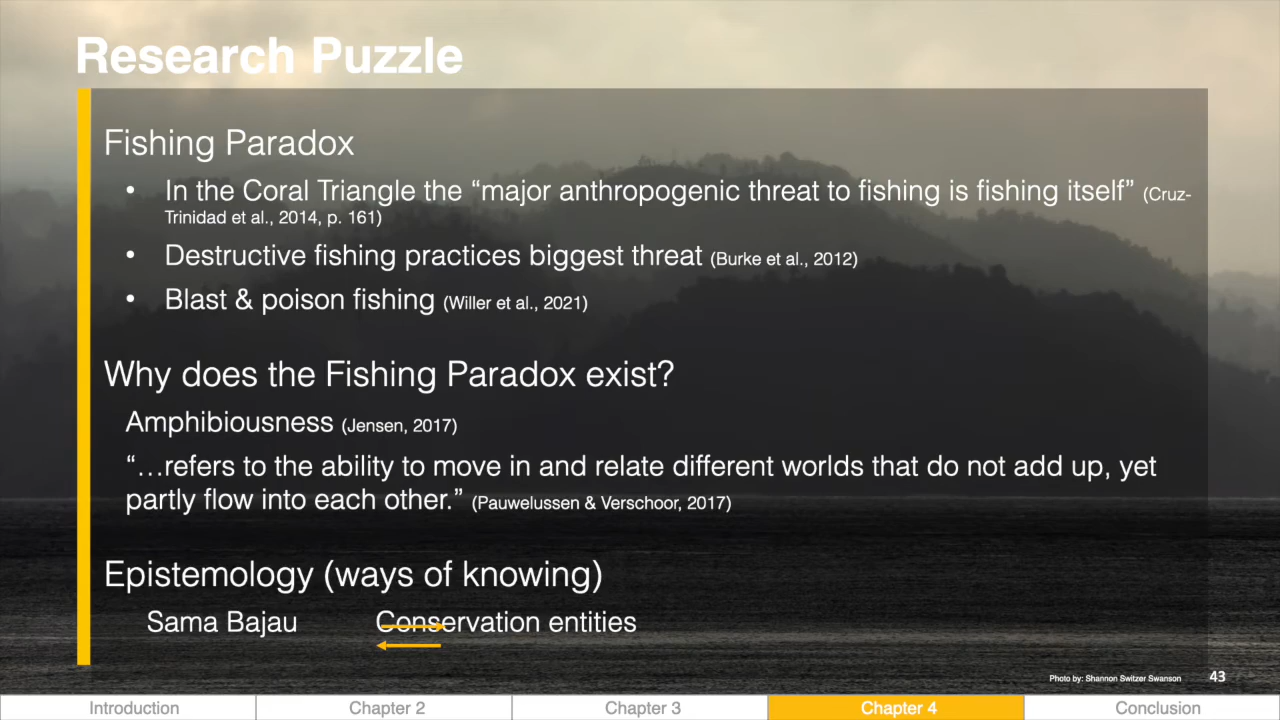 Research Puzzle
Fishing Paradox
• In the Coral Triangle the “major anthropogenic threat to fishing is fishing itself” (Cruz-
Trinidad et al., 2014, p. 161)
• Destructive fishing practices biggest threat (Burke et al., 2012)
• Blast & poison fishing (Willer et al., 2021)
Why does the Fishing Paradox exist?
Amphibiousness (Jensen, 2017)
“…refers to the ability to move in and relate different worlds that do not add up, yet
partly flow into each other.” (Pauwelussen & Verschoor, 2017)
Epistemology (ways of knowing)
Sama Bajau Conservation entities
Photo by: Shannon Switzer Swanson 43
Introduction Chapter 2 Chapter 3 Chapter 4 Conclusion